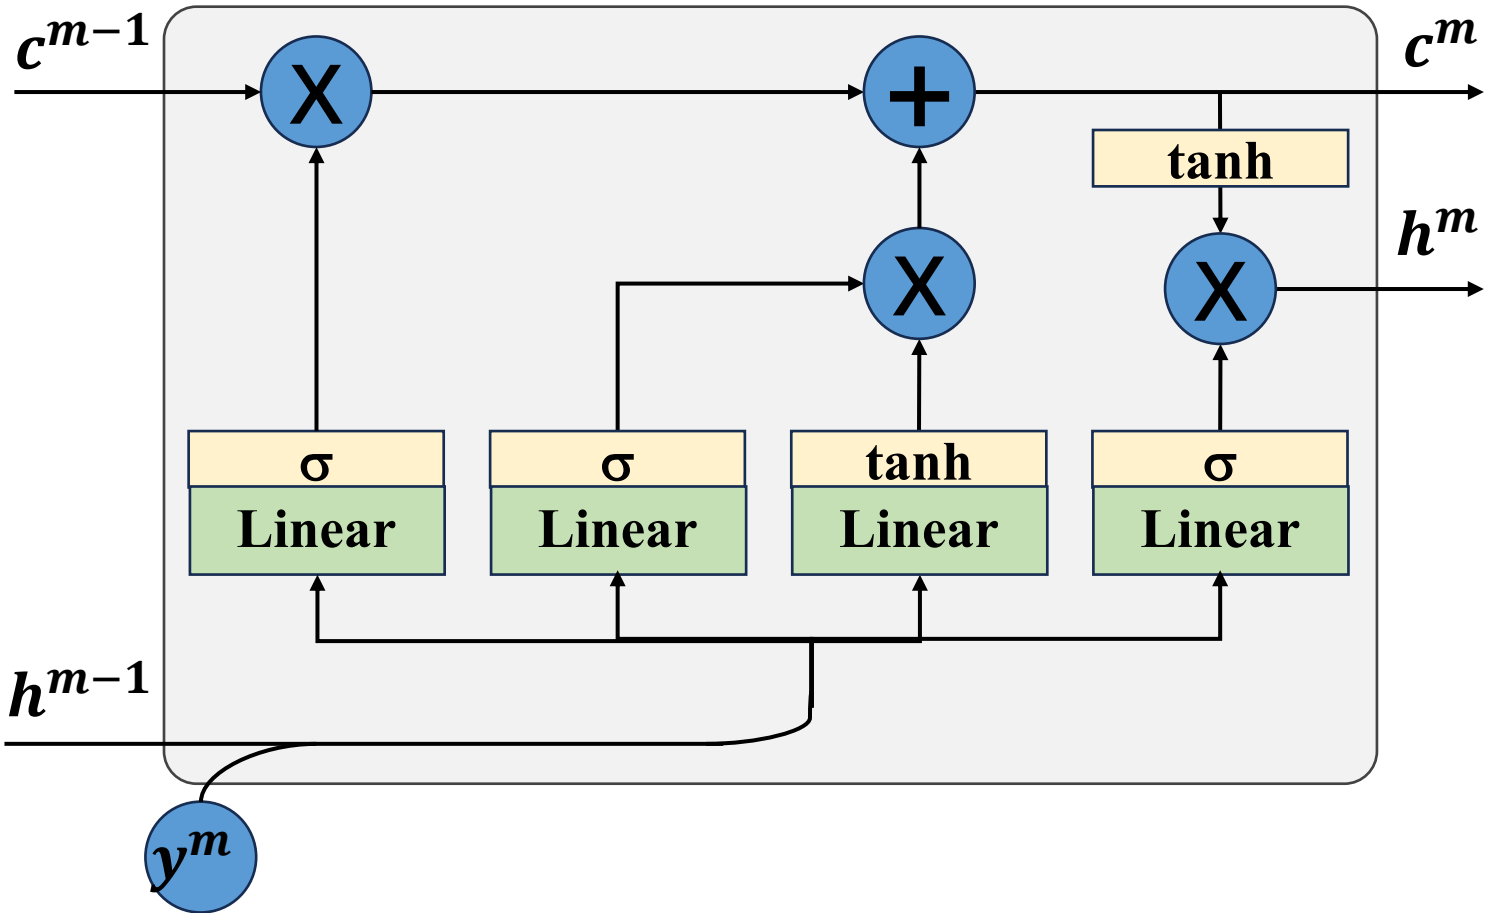 c^{m-1}
c^{m}
X
+
tanh
h^{m}
X
X
σ
σ
tanh
σ
Linear
Linear
Linear
Linear
h^{m-1}
y^{m}